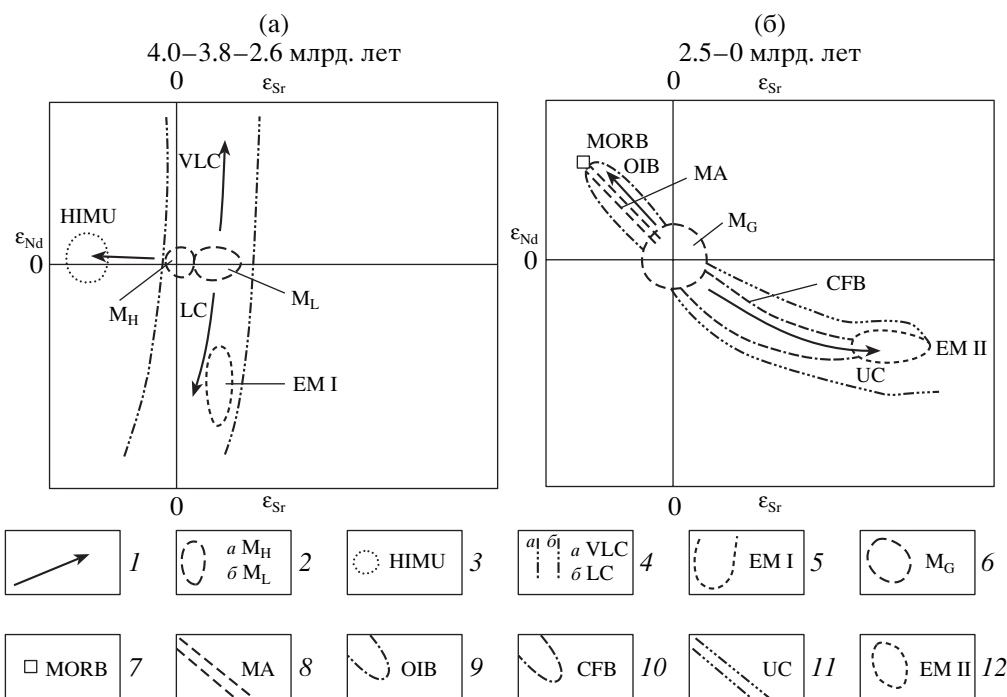 (а)
4.0–3.8–2.6 млрд. лет
0 εSr
VLC
HIMU
εNd
0
MH
LC
ML
EM I
0 εSr
(б)
2.5–0 млрд. лет
0 εSr
MORB
OIB
MA
MG
εNd
0
CFB
EM II
UC
0 εSr
1
а MH
б ML
2
HIMU 3
а б а VLC
б LC
4
EM I 5
MG 6
MORB 7
MA 8
OIB 9
CFB 10
UC 11
EM II 12